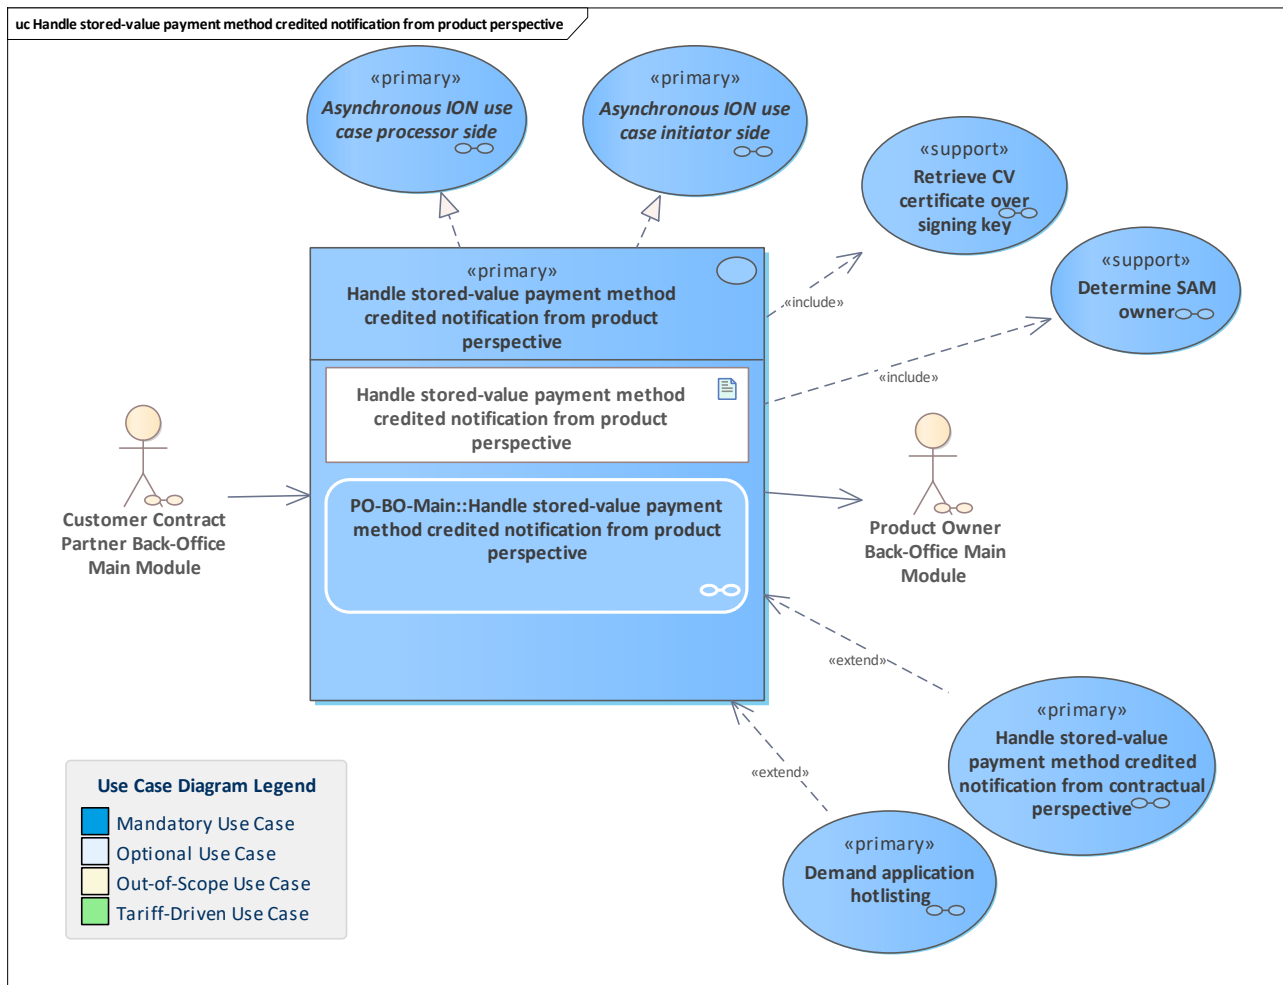 uc Handle stored-value payment method credited notification from product perspective
«primary»
Asynchronous ION use
case processor side
«primary»
Asynchronous ION use
case initiator side
«support»
Retrieve CV
certificate over
signing key
«support»
Determine SAM
owner
«primary»
Handle stored-value payment method
credited notification from product
perspective
«include»
«include»
Handle stored-value payment method
credited notification from product
perspective
PO-BO-Main::Handle stored-value payment
method credited notification from product
perspective
Customer Contract
Partner Back-Office
Main Module
Product Owner
Back-Office Main
Module
«extend»
«extend»
«primary»
Handle stored-value
payment method credited
notification from contractual
perspective
«primary»
Demand application
hotlisting
Use Case Diagram Legend
Mandatory Use Case
Optional Use Case
Out-of-Scope Use Case
Tariff-Driven Use Case